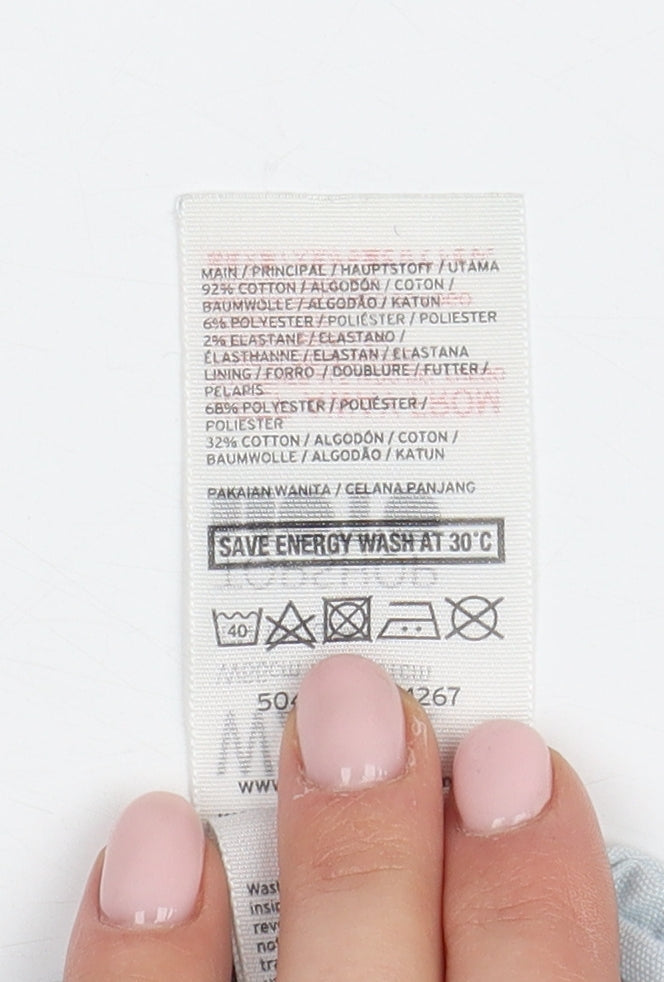 MAIN / PRINCIPAL / HAUPTSTOFF / UTAMA
92% COTTON / ALGODÓN / COTON /
BAUMWOLLE / ALGODÃO / KATUN
6% POLYESTER / POLIÉSTER / POLIESTER
2% ELASTANE / ELASTANO /
ÉLASTHANNE / ELASTAN / ELASTANA
LINING / FORRO / DOUBLURE / FUTTER /
PELAPIS
68% POLYESTER / POLIÉSTER /
POLIESTER
32% COTTON / ALGODÓN / COTON /
BAUMWOLLE / ALGODÃO / KATUN
PAKAIAN WANITA / CELANA PANJANG
SAVE ENERGY WASH AT 30°C
40